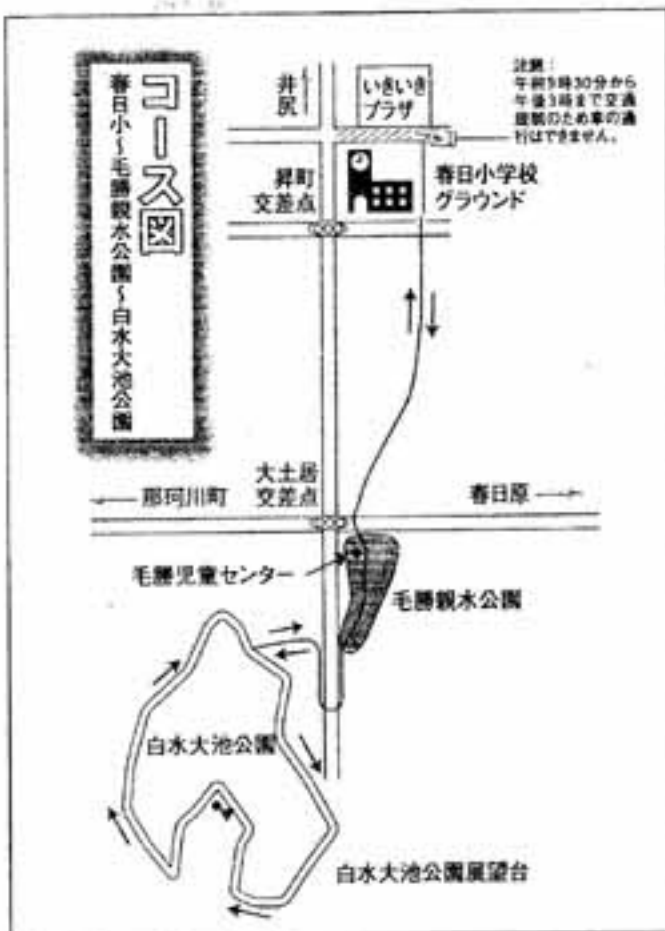 コース図
春日小～毛勝親水公園～白水大池公園
井尻
いきいき
プラザ
注意：
午前9時30分から
午後3時まで交通
規制のため車の通
行はできません。
昇町
交差点
春日小学校
グラウンド
大土居
交差点
那珂川町
春日原
毛勝児童センター
毛勝親水公園
白水大池公園
白水大池公園展望台